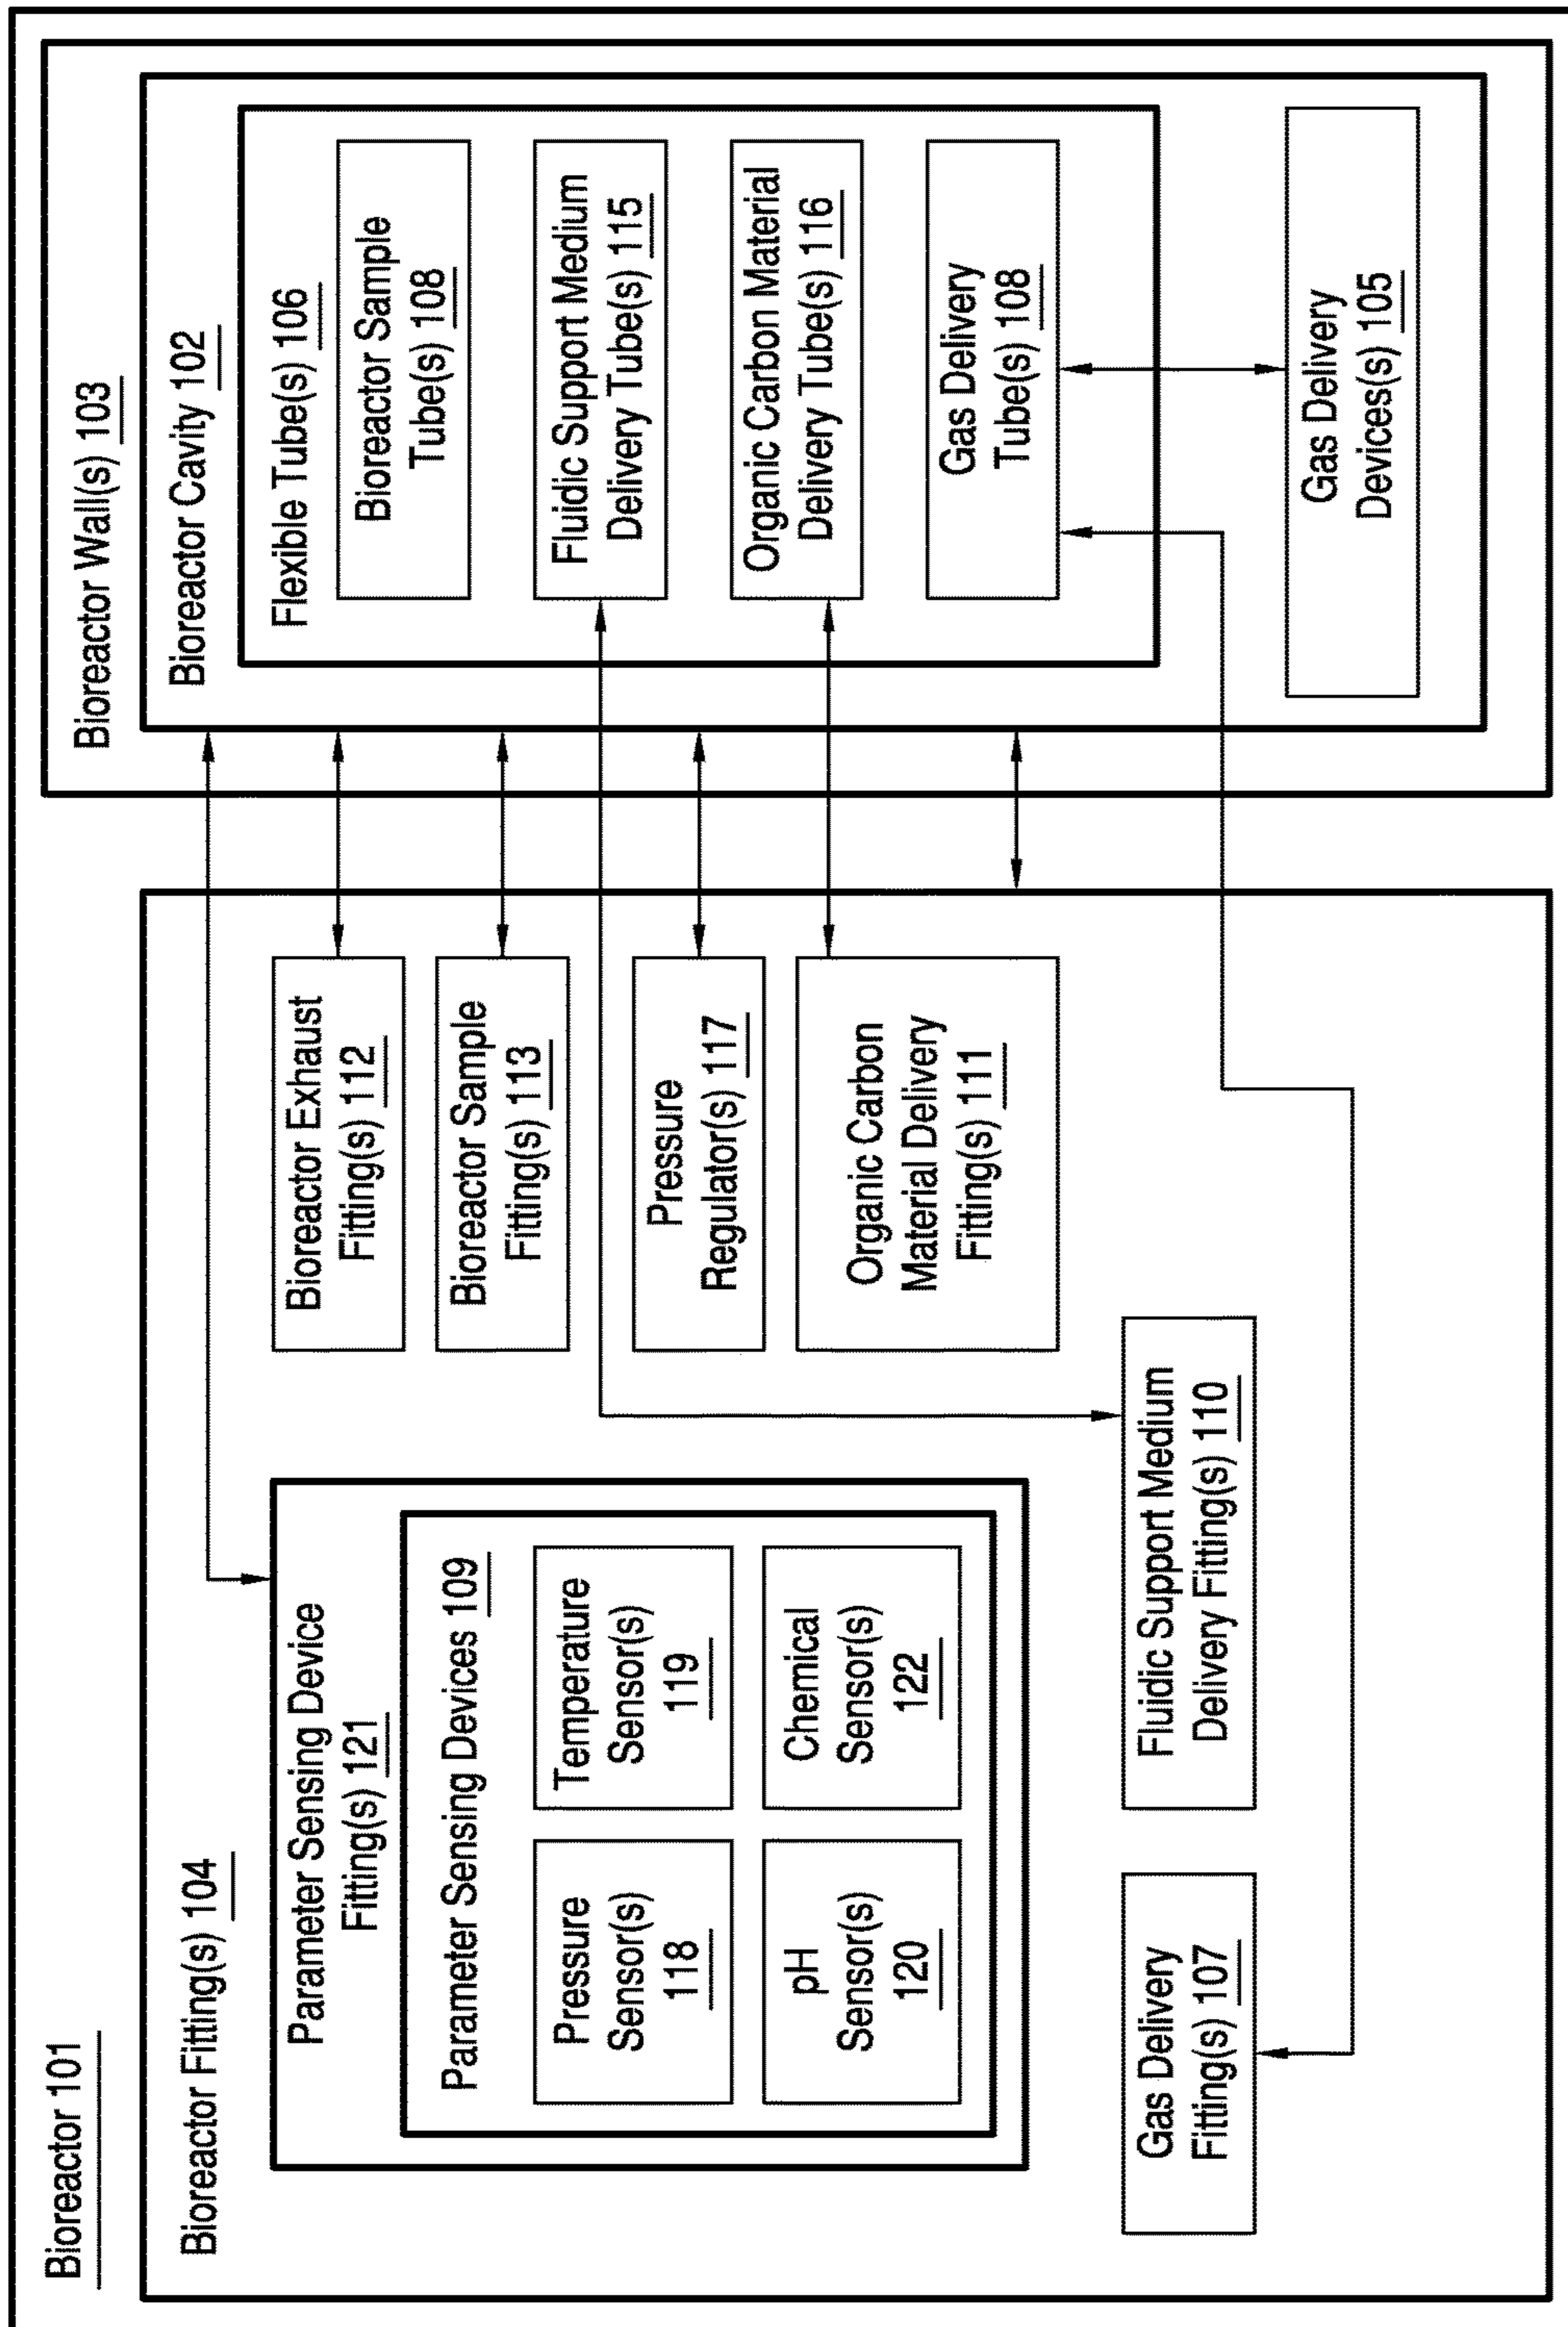 Bioreactor 101
Bioreactor Fitting(s) 104
Parameter Sensing Device
Fitting(s) 121
Parameter Sensing Devices 109
Pressure
Sensor(s)
118
Temperature
Sensor(s)
119
pH
Sensor(s)
120
Chemical
Sensor(s)
122
Gas Delivery
Fitting(s) 107
Fluidic Support Medium
Delivery Fitting(s) 110
Bioreactor Exhaust
Fitting(s) 112
Bioreactor Sample
Fitting(s) 113
Pressure
Regulator(s) 117
Organic Carbon
Material Delivery
Fitting(s) 111
Bioreactor Wall(s) 103
Bioreactor Cavity 102
Flexible Tube(s) 106
Bioreactor Sample
Tube(s) 108
Fluidic Support Medium
Delivery Tube(s) 115
Organic Carbon Material
Delivery Tube(s) 116
Gas Delivery
Tube(s) 108
Gas Delivery
Devices(s) 105